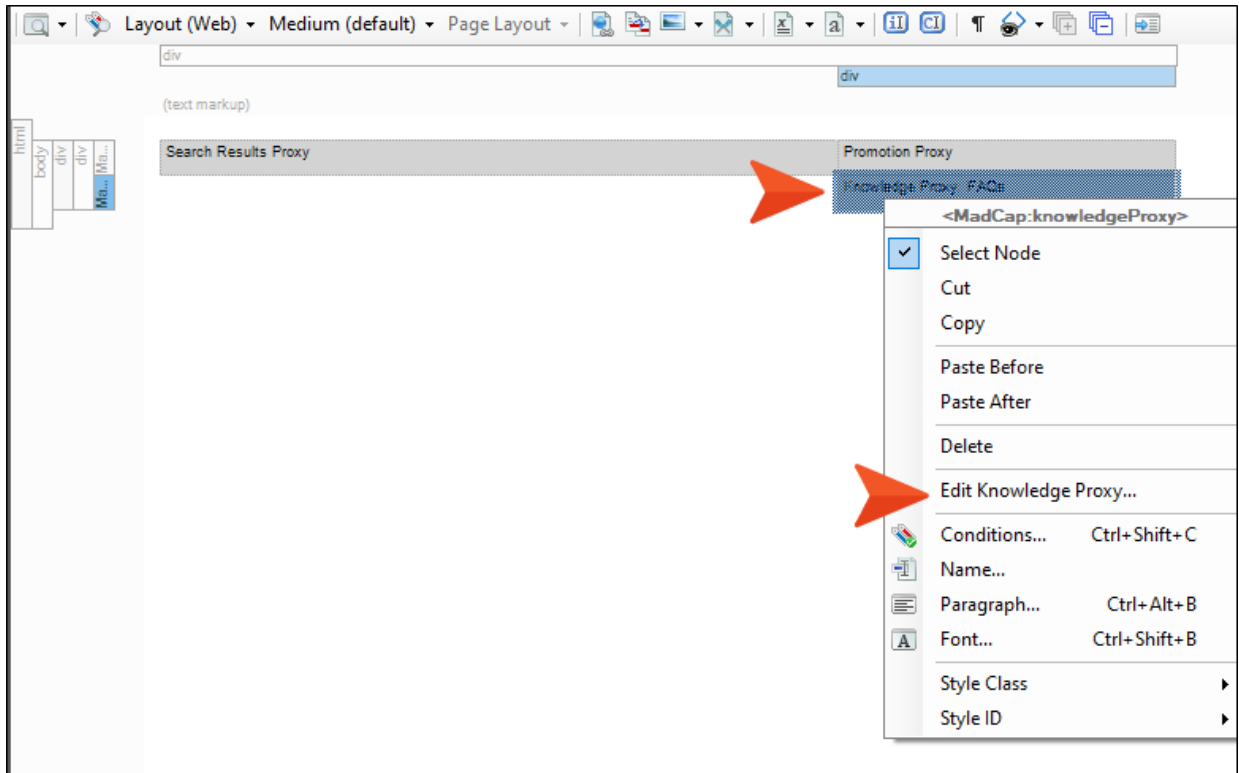 Layout (Web) Medium (default) Page Layout
div
div
(text markup)
html
body
div
div
Ma...
Ma...
Search Results Proxy Promotion Proxy
Knowledge Proxy: FAQs
<MadCap:knowledgeProxy>
Select Node
Cut
Copy
Paste Before
Paste After
Delete
Edit Knowledge Proxy...
Conditions... Ctrl+Shift+C
Name...
Paragraph... Ctrl+Alt+B
Font... Ctrl+Shift+B
Style Class
Style ID